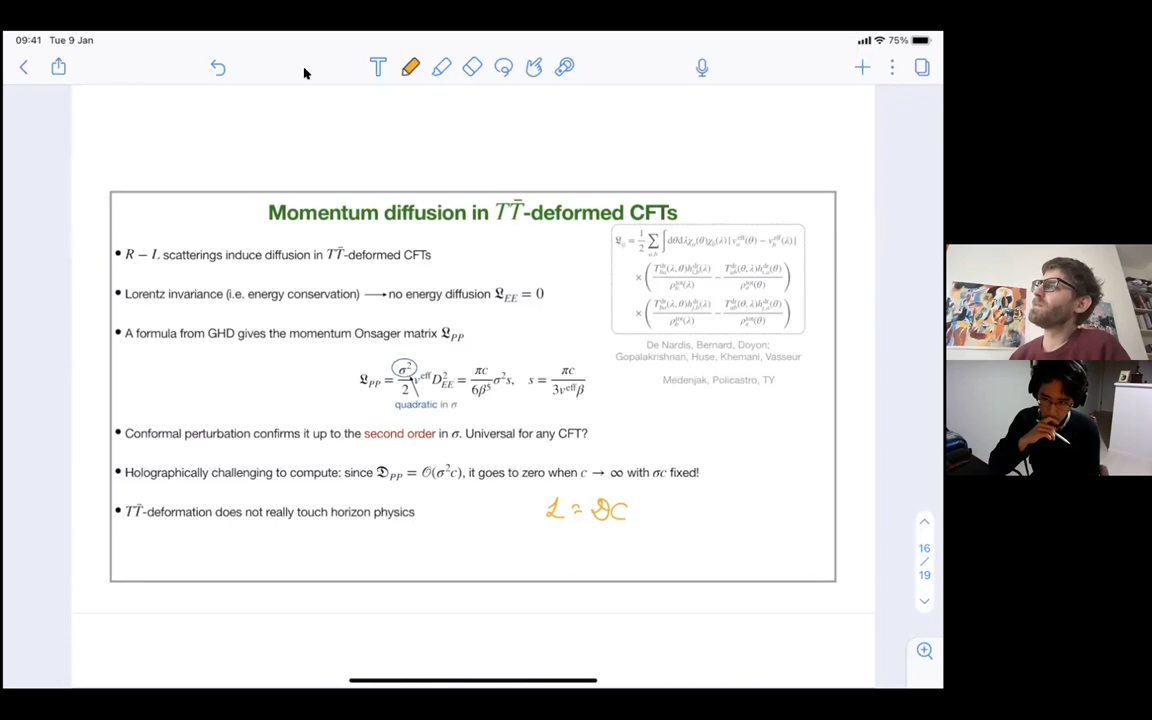 09:41 Tue 9 Jan
75%
Momentum diffusion in TT̄-deformed CFTs
• R − L scatterings induce diffusion in TT̄-deformed CFTs
• Lorentz invariance (i.e. energy conservation) ⟶ no energy diffusion 𝔏_EE = 0
• A formula from GHD gives the momentum Onsager matrix 𝔏_PP
𝔏_PP = σ²/2 v^eff D²_EE = πc/6β⁵ σ²s, s = πc/3v^eff β
quadratic in σ
De Nardis, Bernard, Doyon;
Gopalakrishnan, Huse, Khemani, Vasseur
Medenjak, Policastro, TY
• Conformal perturbation confirms it up to the second order in σ. Universal for any CFT?
• Holographically challenging to compute: since 𝔇_PP = 𝒪(σ²c), it goes to zero when c → ∞ with σc fixed!
• TT̄-deformation does not really touch horizon physics
𝔏 = 𝔇C
16
/
19